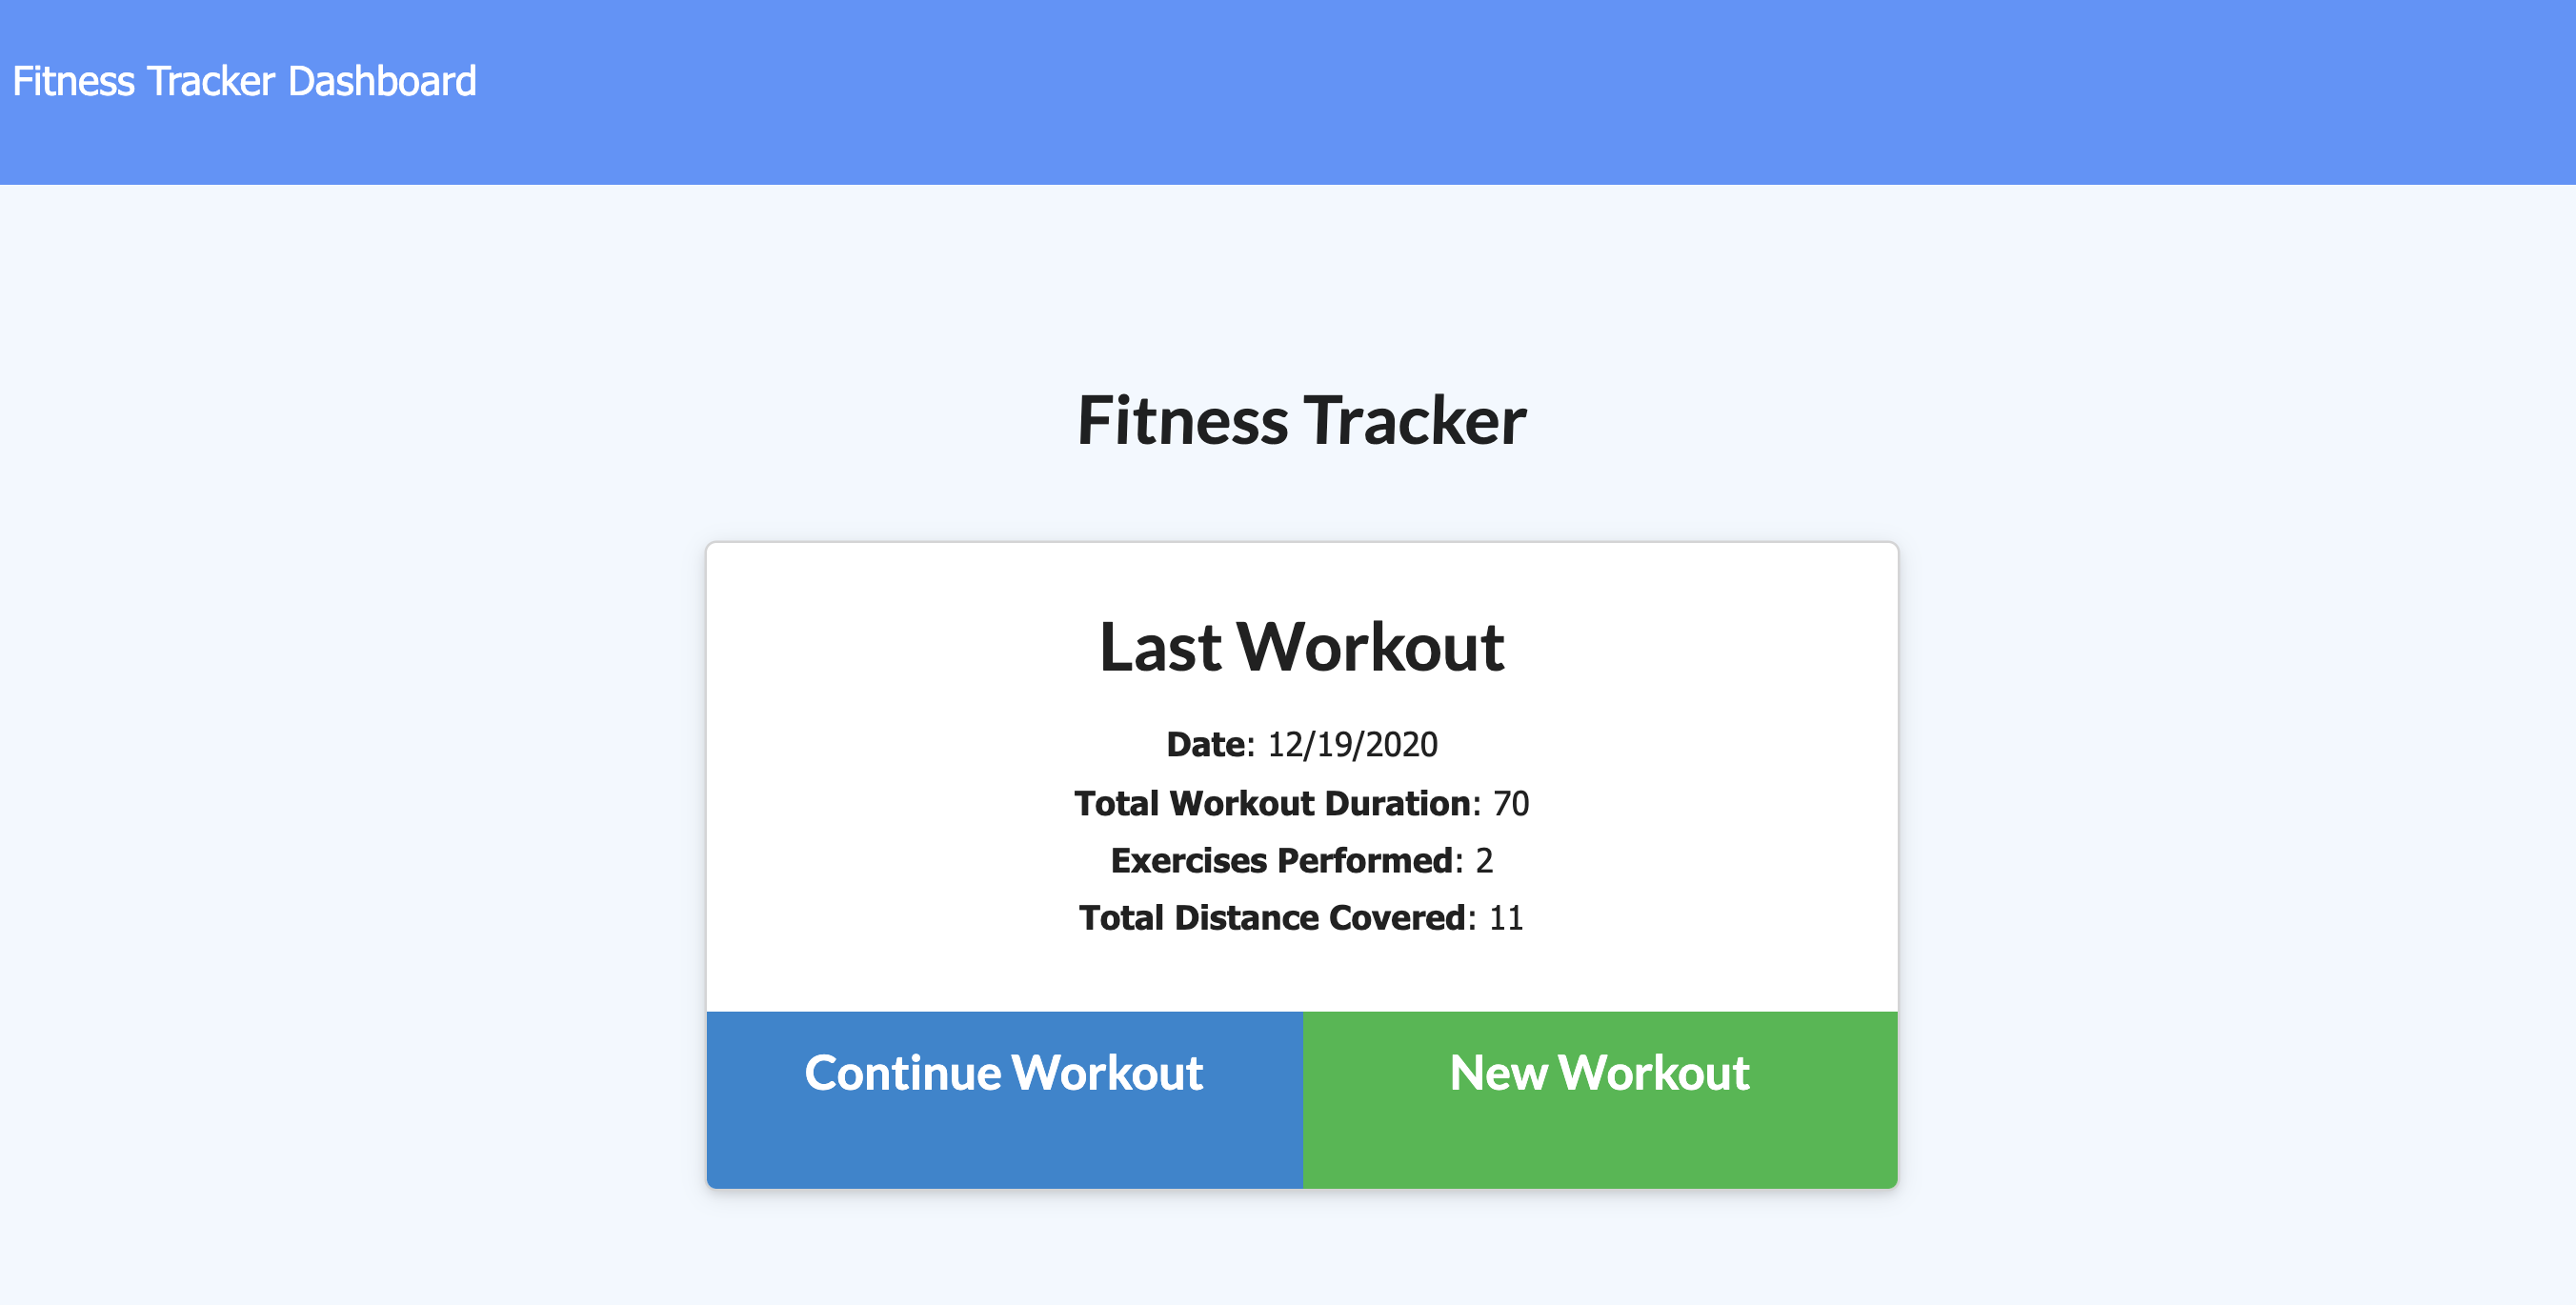 Fitness Tracker Dashboard
Fitness Tracker
Last Workout
Date: 12/19/2020
Total Workout Duration: 70
Exercises Performed: 2
Total Distance Covered: 11
Continue Workout
New Workout